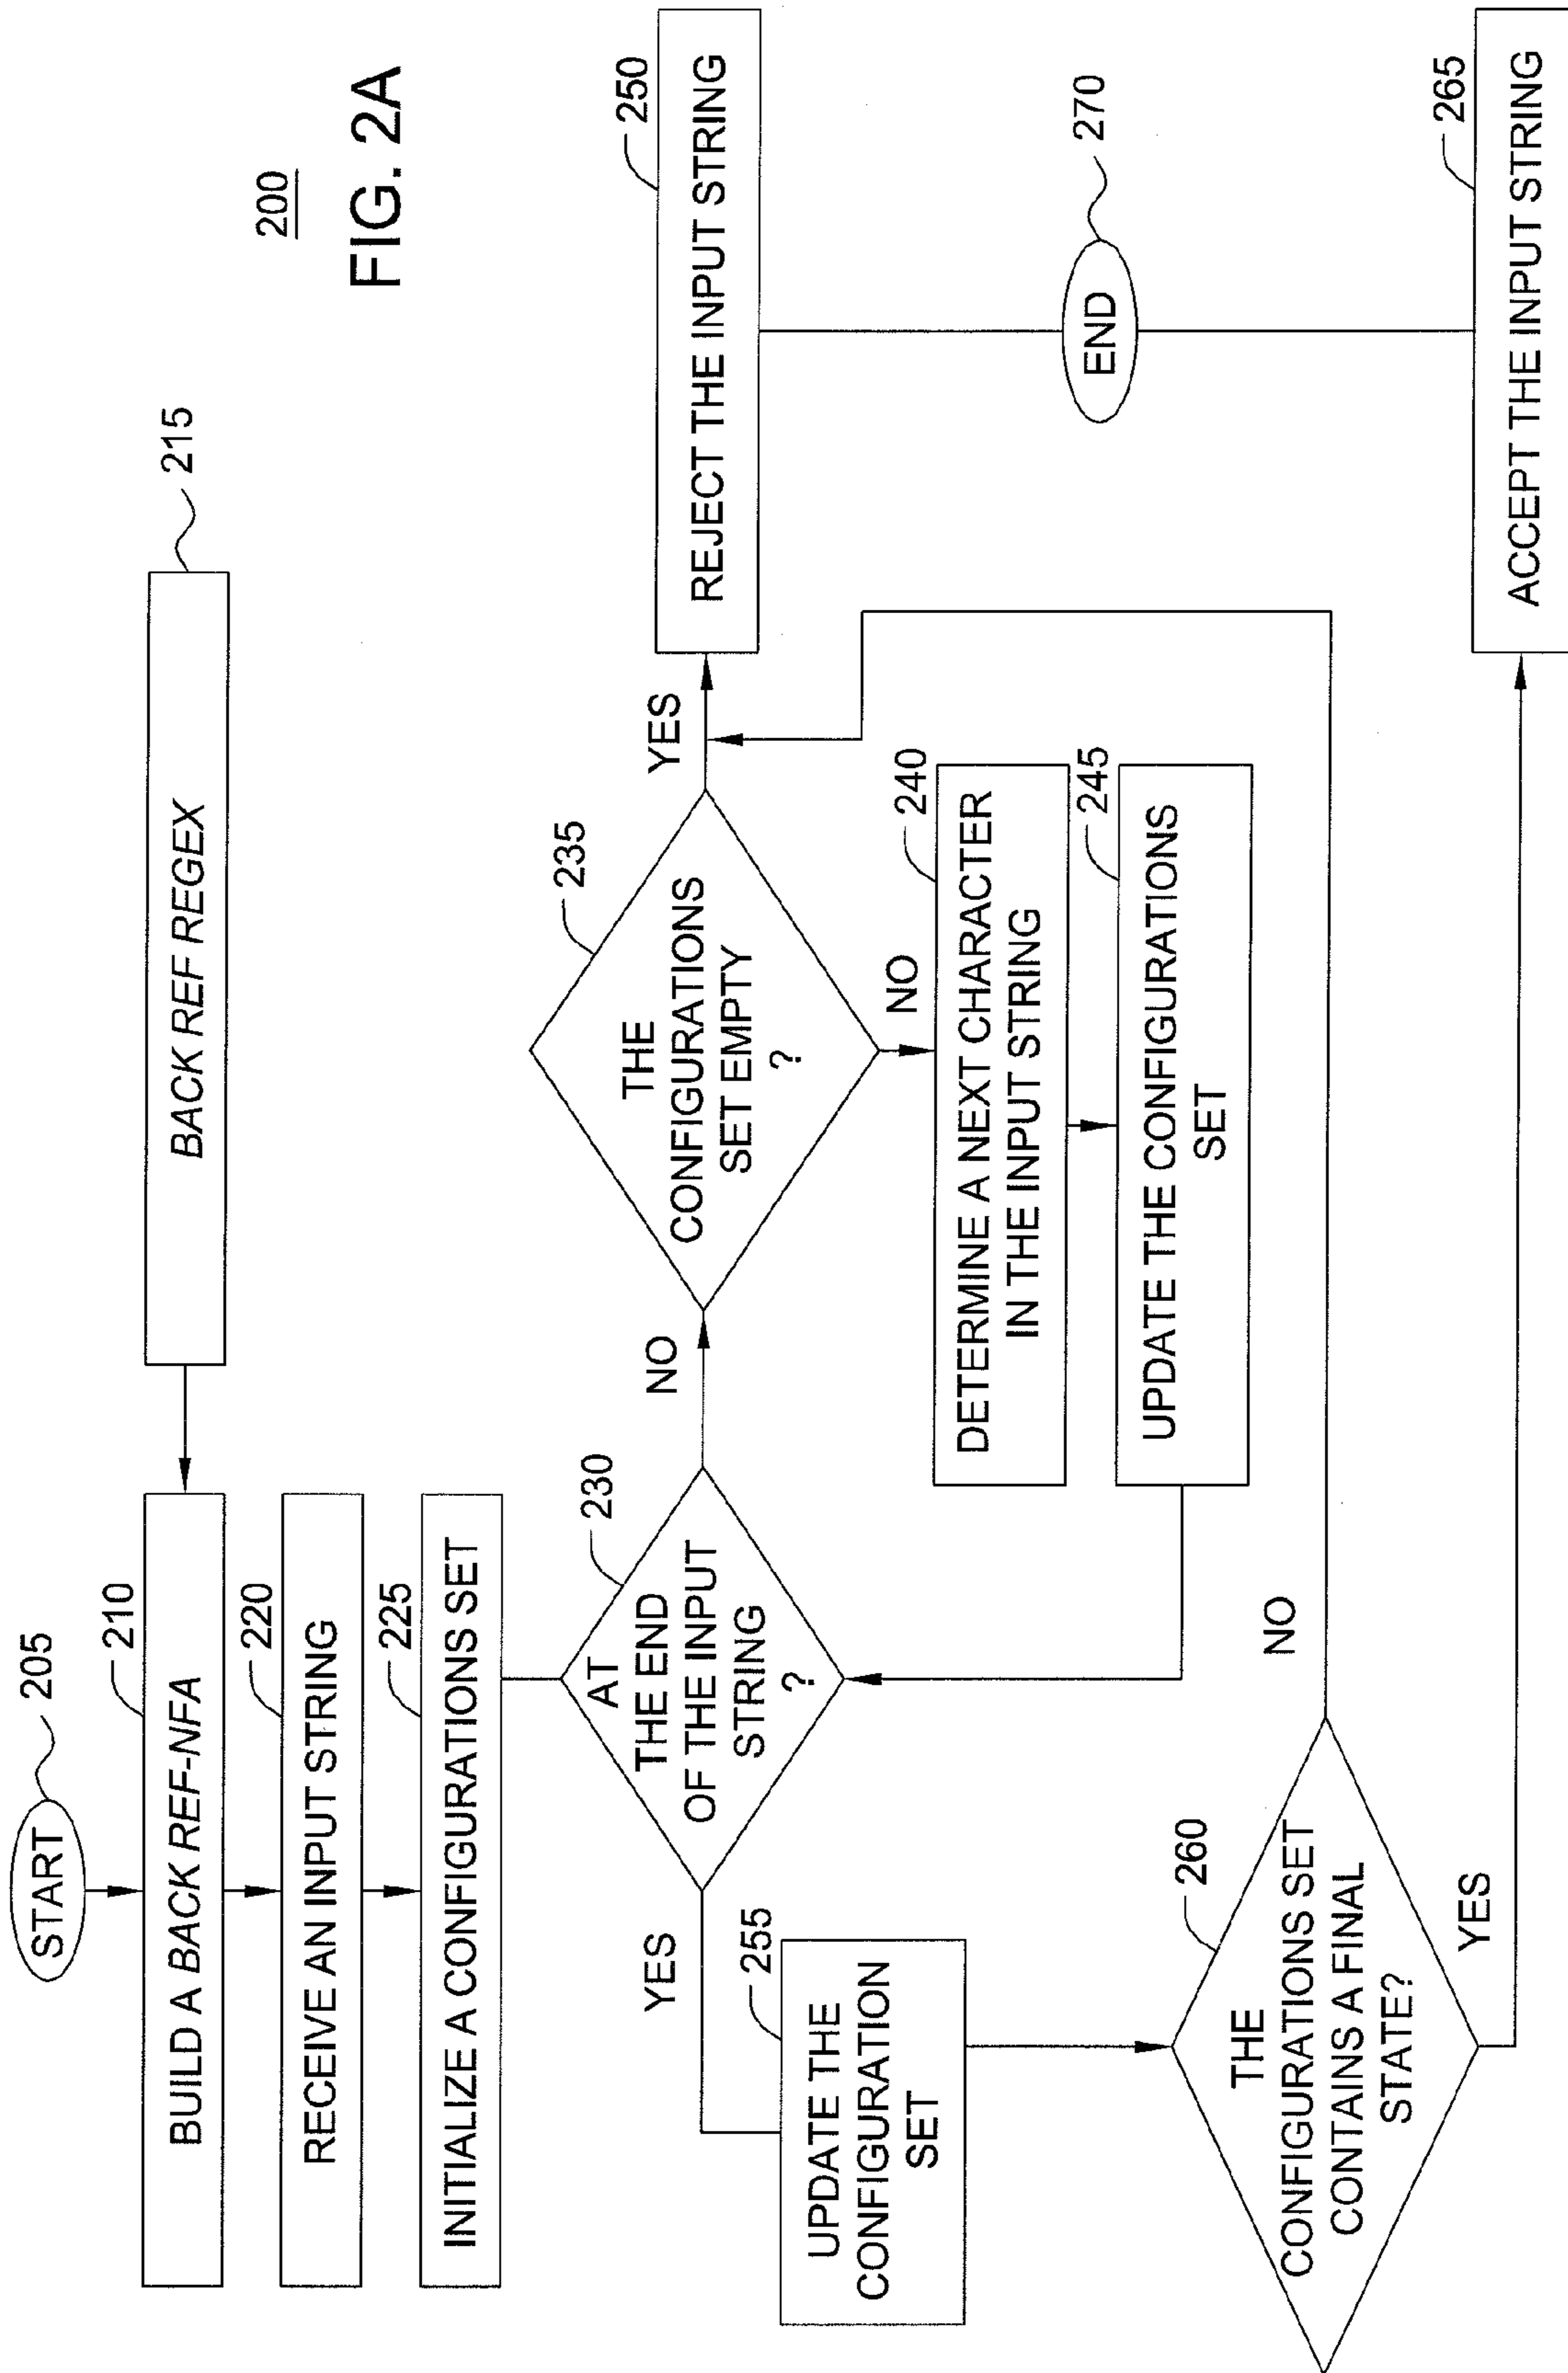 200
FIG. 2A
START
205
210
BUILD A BACK REF-NFA
215
BACK REF REGEX
220
RECEIVE AN INPUT STRING
225
INITIALIZE A CONFIGURATIONS SET
230
AT
THE END
OF THE INPUT
STRING
?
NO
YES
235
THE
CONFIGURATIONS
SET EMPTY
?
YES
NO
250
REJECT THE INPUT STRING
240
DETERMINE A NEXT CHARACTER
IN THE INPUT STRING
245
UPDATE THE CONFIGURATIONS
SET
255
UPDATE THE
CONFIGURATION
SET
260
THE
CONFIGURATIONS SET
CONTAINS A FINAL
STATE?
NO
YES
END
270
265
ACCEPT THE INPUT STRING